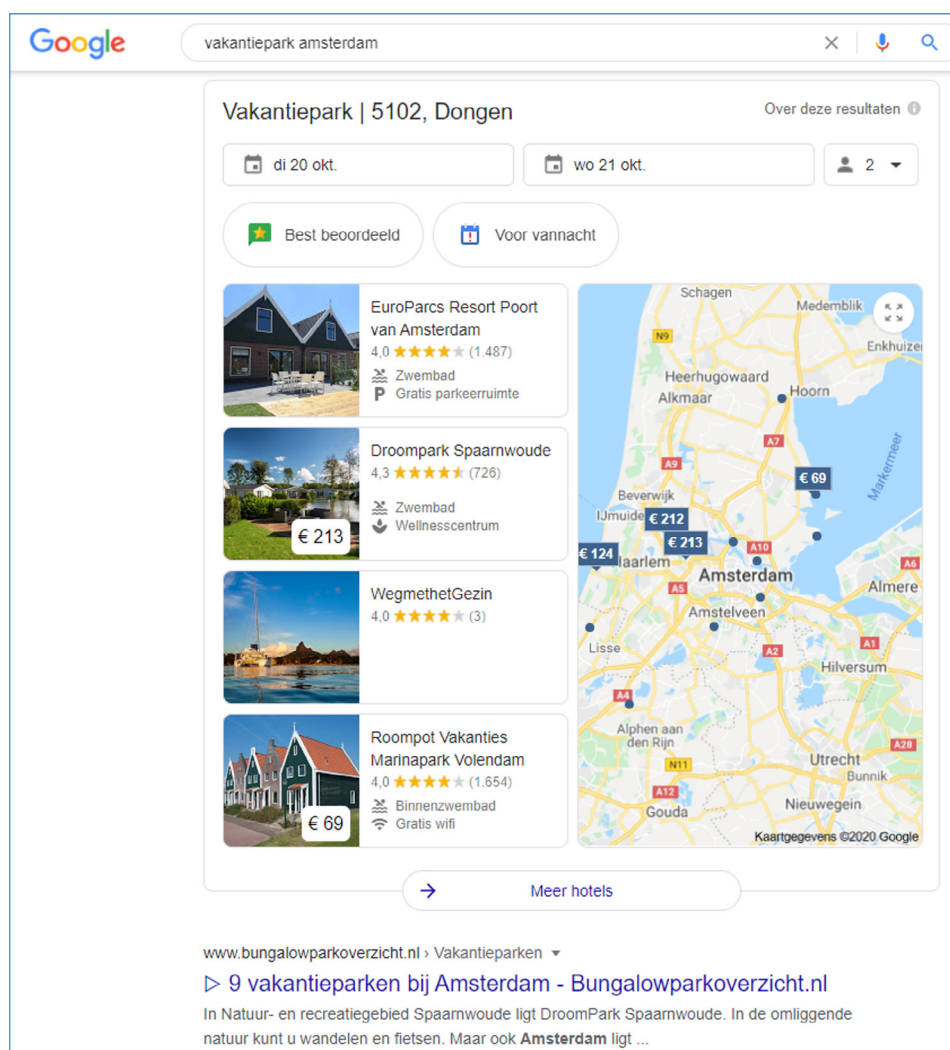 Google
vakantiepark amsterdam
Vakantiepark | 5102, Dongen
Over deze resultaten
di 20 okt.
wo 21 okt.
2
Best beoordeeld
Voor vannacht
EuroParcs Resort Poort
van Amsterdam
4,0 (1.487)
Zwembad
P Gratis parkeerruimte
Droompark Spaarnwoude
4,3 (726)
Zwembad
Wellnesscentrum
€ 213
WegmethetGezin
4,0 (3)
Roompot Vakanties
Marinapark Volendam
4,0 (1.654)
Binnenzwembad
Gratis wifi
€ 69
Schagen
Medemblik
N9
Enkhuizen
Heerhugowaard
Alkmaar
Hoorn
A7
Markermeer
A9
€ 69
Beverwijk
IJmuide
€ 212
€ 213
€ 124
laarlem
A10
A6
Amsterdam
A5
Almere
Amstelveen
Lisse
A2
A1
Hilversum
A4
Alphen aan
den Rijn
A28
N11
Utrecht
Bunnik
A12
Nieuwegein
Gouda
Kaartgegevens ©2020 Google
Meer hotels
www.bungalowparkoverzicht.nl › Vakantieparken
▷ 9 vakantieparken bij Amsterdam - Bungalowparkoverzicht.nl
In Natuur- en recreatiegebied Spaarnwoude ligt DroomPark Spaarnwoude. In de omliggende
natuur kunt u wandelen en fietsen. Maar ook Amsterdam ligt ...